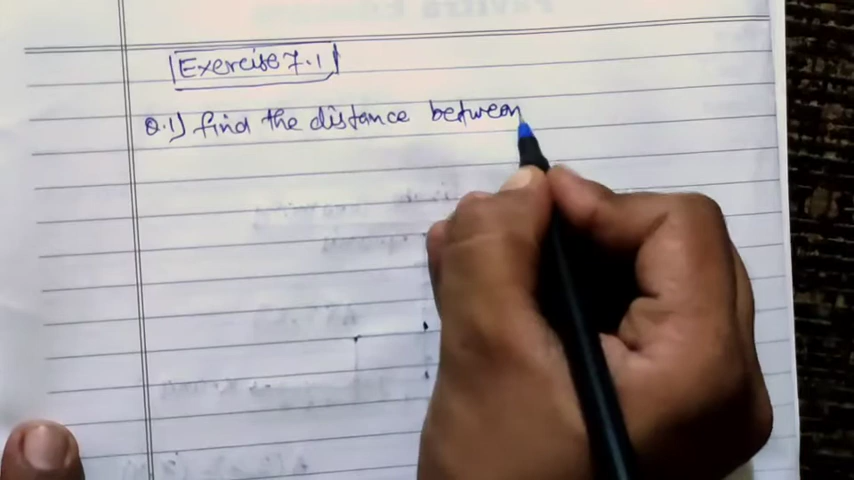 Exercise 7.1
Q.1) find the distance between